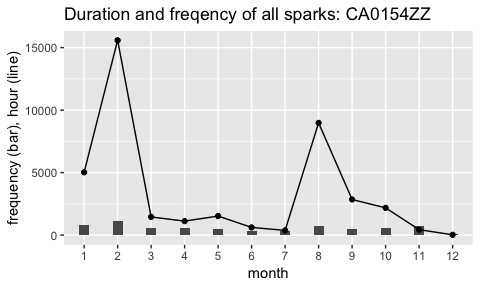 Duration and freqency of all sparks: CA0154ZZ
frequency (bar), hour (line)
15000
10000
5000
0
1 2 3 4 5 6 7 8 9 10 11 12
month